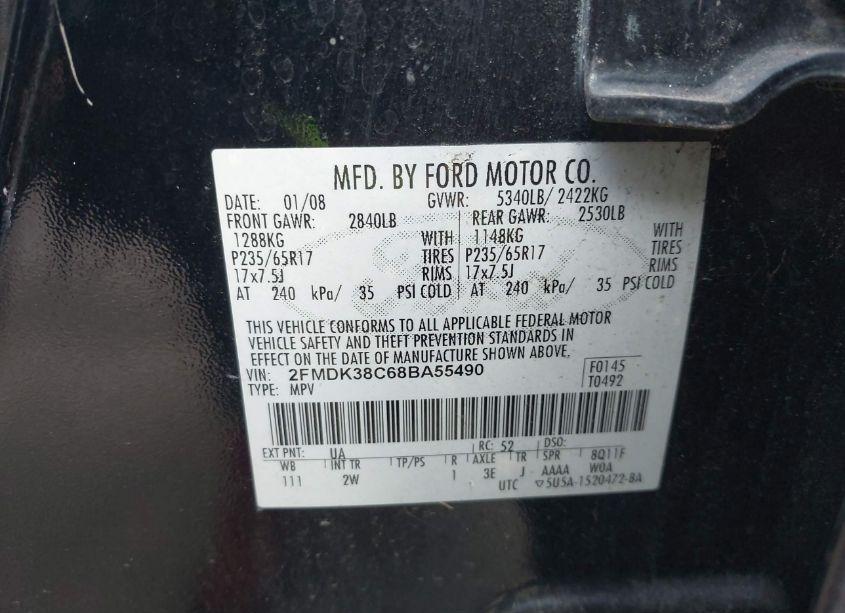 MFD. BY FORD MOTOR CO.
DATE: 01/08 GVWR: 5340LB/ 2422KG
FRONT GAWR: 2840LB REAR GAWR: 2530LB
1288KG WITH 1148KG WITH
P235/65R17 TIRES P235/65R17 TIRES
17x7.5J RIMS 17x7.5J RIMS
AT 240 kPa/ 35 PSI COLD AT 240 kPa/ 35 PSI COLD
THIS VEHICLE CONFORMS TO ALL APPLICABLE FEDERAL MOTOR
VEHICLE SAFETY AND THEFT PREVENTION STANDARDS IN
EFFECT ON THE DATE OF MANUFACTURE SHOWN ABOVE.
VIN: 2FMDK38C68BA55490 F0145
TYPE: MPV T0492
EXT PNT: UA RC: 52 DSO:
WB INT TR TP/PS R AXLE TR SPR 8Q11F
111 2W 1 3E J AAAA W0A
UTC ▽5U5A-1520472-BA